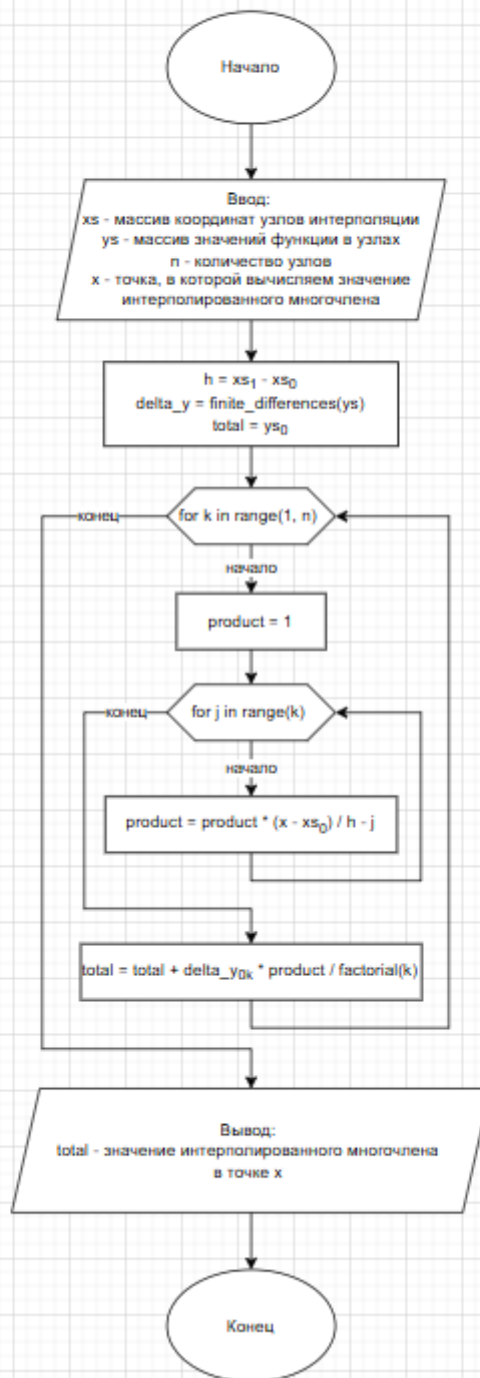 Начало
Ввод:
xs - массив координат узлов интерполяции
ys - массив значений функции в узлах
n - количество узлов
x - точка, в которой вычисляем значение
интерполированного многочлена
h = xs₁ - xs₀
delta_y = finite_differences(ys)
total = ys₀
for k in range(1, n)
конец
начало
product = 1
for j in range(k)
конец
начало
product = product * (x - xs₀) / h - j
total = total + delta_y₀ₖ * product / factorial(k)
Вывод:
total - значение интерполированного многочлена
в точке x
Конец